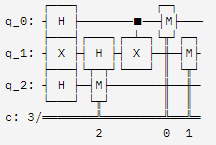 q_0: H ■ M
q_1: X H X M
q_2: H M
c: 3/
2 0 1